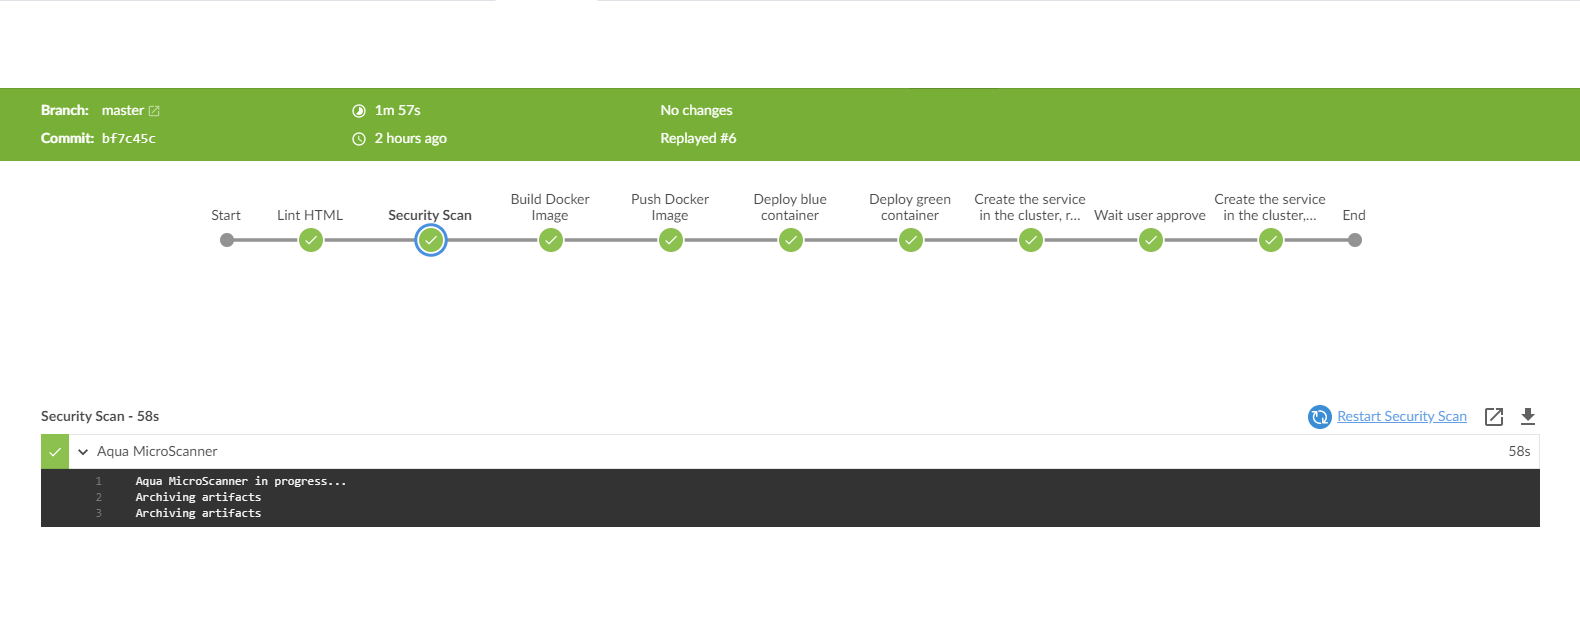 Branch: master
1m 57s
No changes
Commit: bf7c45c
2 hours ago
Replayed #6
Start
Lint HTML
Security Scan
Build Docker
Image
Push Docker
Image
Deploy blue
container
Deploy green
container
Create the service
in the cluster, r...
Wait user approve
Create the service
in the cluster,...
End
Security Scan - 58s
Restart Security Scan
Aqua MicroScanner
58s
1 Aqua MicroScanner in progress...
2 Archiving artifacts
3 Archiving artifacts